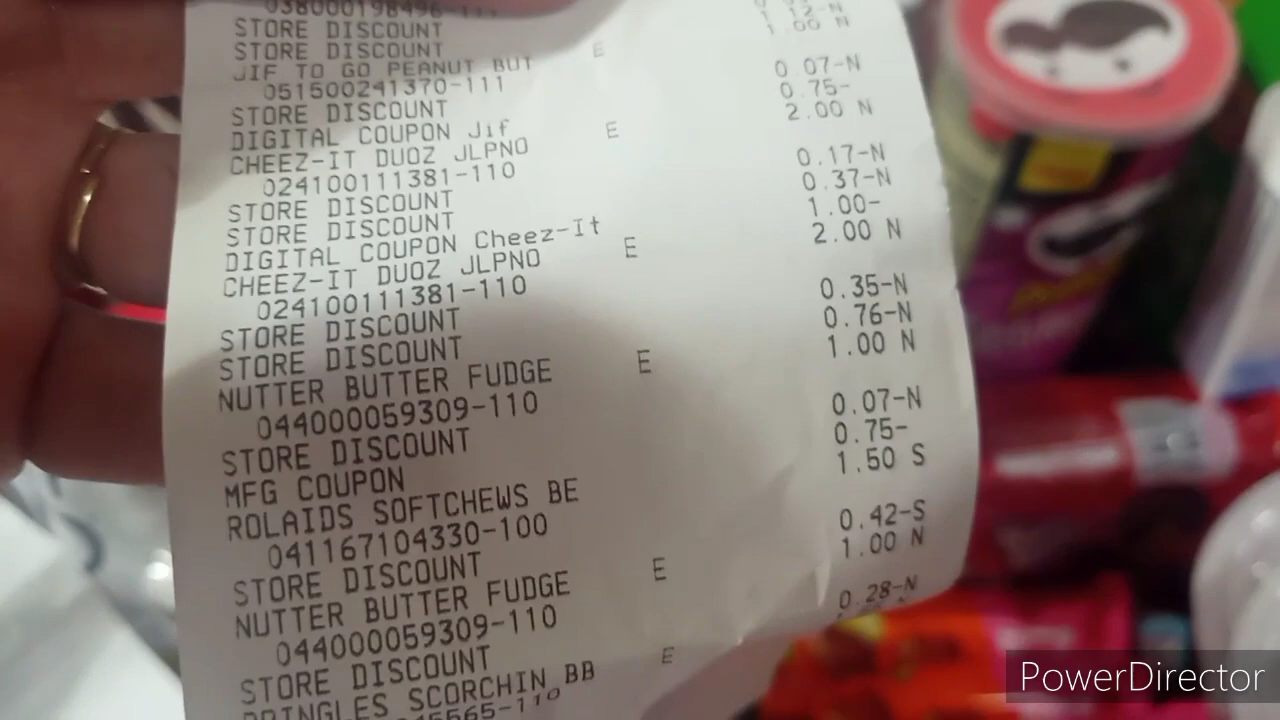 038000198496-111
STORE DISCOUNT
STORE DISCOUNT
JIF TO GO PEANUT BUT E 1.00 N
051500241370-111
STORE DISCOUNT 0.07-N
DIGITAL COUPON Jif 0.75-
CHEEZ-IT DUOZ JLPNO E 2.00 N
024100111381-110
STORE DISCOUNT 0.17-N
STORE DISCOUNT 0.37-N
DIGITAL COUPON Cheez-It 1.00-
CHEEZ-IT DUOZ JLPNO E 2.00 N
024100111381-110
STORE DISCOUNT 0.35-N
STORE DISCOUNT 0.76-N
NUTTER BUTTER FUDGE E 1.00 N
044000059309-110
STORE DISCOUNT 0.07-N
MFG COUPON 0.75-
ROLAIDS SOFTCHEWS BE 1.50 S
041167104330-100
STORE DISCOUNT 0.42-S
NUTTER BUTTER FUDGE E 1.00 N
044000059309-110
STORE DISCOUNT 0.28-N
PRINGLES SCORCHIN BB E
PowerDirector